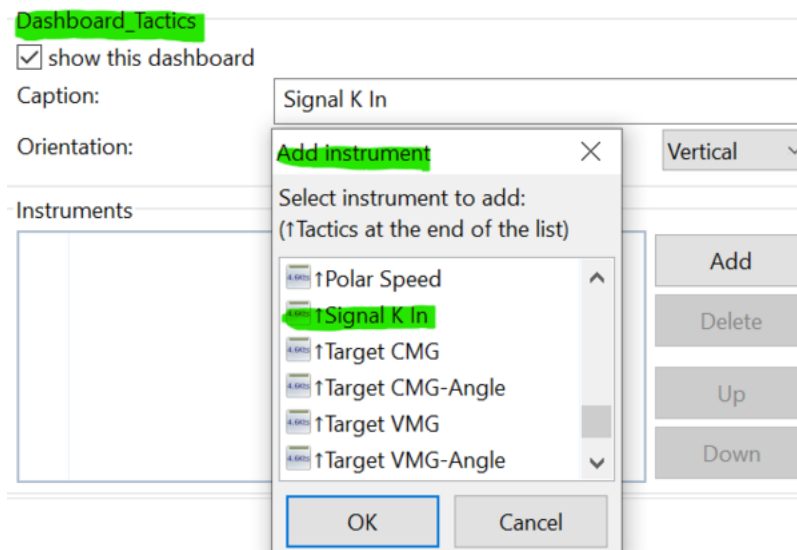 Dashboard_Tactics
show this dashboard
Caption:
Signal K In
Orientation:
Vertical
Instruments
Add instrument
Select instrument to add:
(↑Tactics at the end of the list)
↑Polar Speed
↑Signal K In
↑Target CMG
↑Target CMG-Angle
↑Target VMG
↑Target VMG-Angle
OK
Cancel
Add
Delete
Up
Down